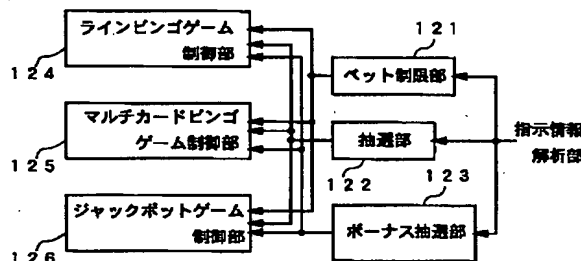 ラインビンゴゲーム
制御部
124
マルチカードビンゴ
ゲーム制御部
125
ジャックポットゲーム
制御部
126
121
ベット制限部
抽選部
122
123
ボーナス抽選部
指示情報
解析部